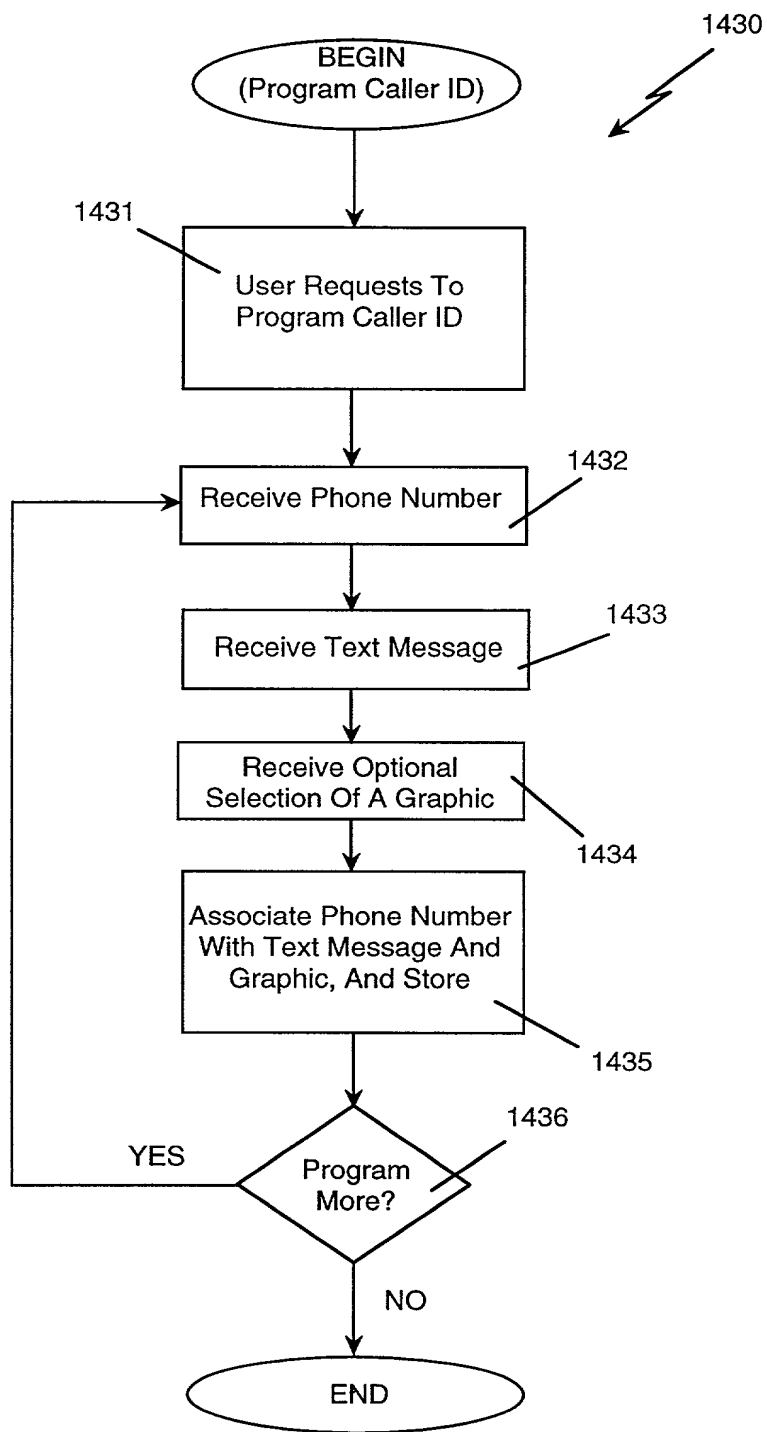 1430
BEGIN
(Program Caller ID)
1431
User Requests To
Program Caller ID
1432
Receive Phone Number
1433
Receive Text Message
Receive Optional
Selection Of A Graphic
1434
Associate Phone Number
With Text Message And
Graphic, And Store
1435
1436
YES
Program
More?
NO
END